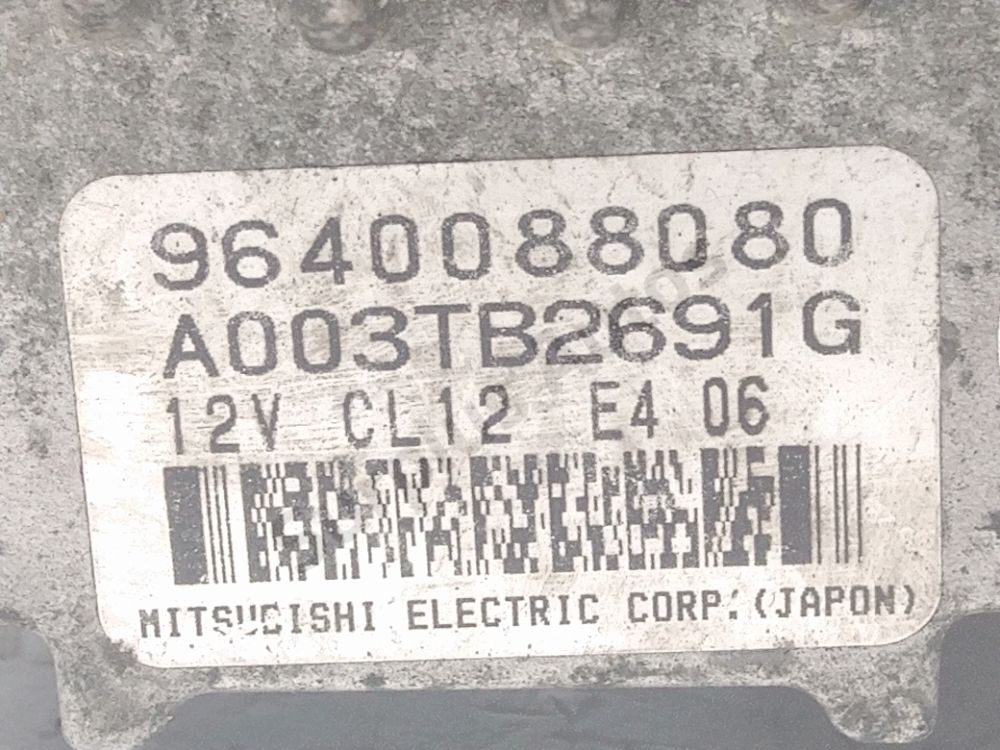 9640088080
A003TB2691G
12V CL12 E4 06
MITSUBISHI ELECTRIC CORP. (JAPON)